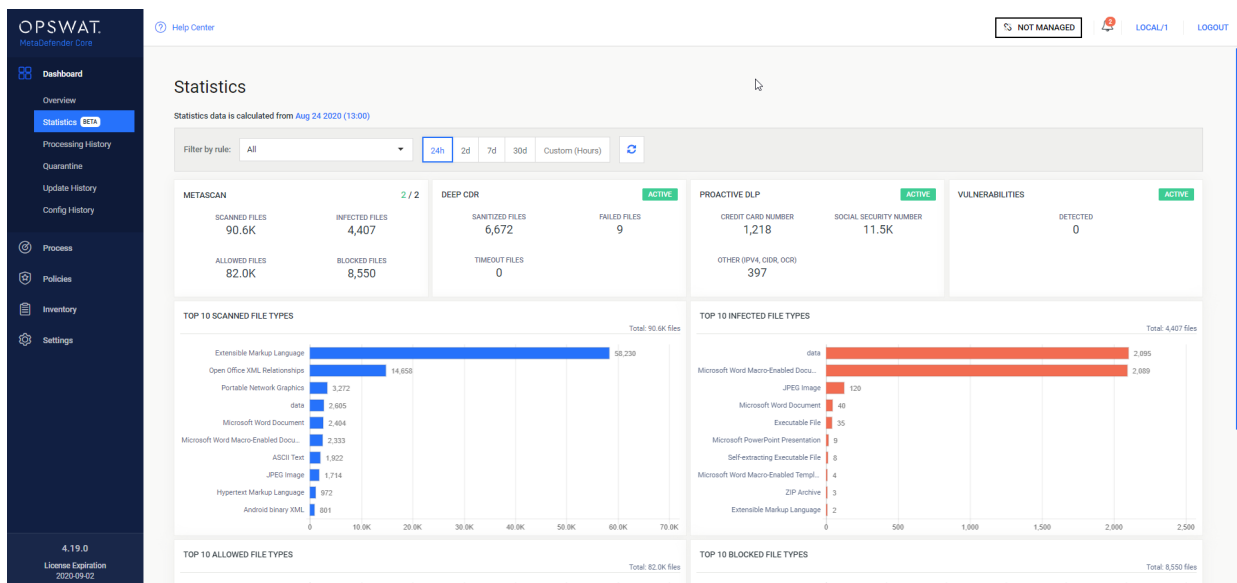 OPSWAT.
MetaDefender Core
Help Center
NOT MANAGED
2
LOCAL/1
LOGOUT
Dashboard
Overview
Statistics BETA
Processing History
Quarantine
Update History
Config History
Process
Policies
Inventory
Settings
4.19.0
License Expiration
2020-09-02
Statistics
Statistics data is calculated from Aug 24 2020 (13:00)
Filter by rule: All
24h 2d 7d 30d Custom (Hours)
METASCAN 2 / 2
SCANNED FILES INFECTED FILES
90.6K 4,407
ALLOWED FILES BLOCKED FILES
82.0K 8,550
DEEP CDR ACTIVE
SANITIZED FILES FAILED FILES
6,672 9
TIMEOUT FILES
0
PROACTIVE DLP ACTIVE
CREDIT CARD NUMBER SOCIAL SECURITY NUMBER
1,218 11.5K
OTHER (IPV4, CIDR, OCR)
397
VULNERABILITIES ACTIVE
DETECTED
0
TOP 10 SCANNED FILE TYPES
Total: 90.6K files
Extensible Markup Language 58,230
Open Office XML Relationships 14,658
Portable Network Graphics 3,272
data 2,605
Microsoft Word Document 2,404
Microsoft Word Macro-Enabled Docu... 2,333
ASCII Text 1,922
JPEG Image 1,714
Hypertext Markup Language 972
Android binary XML 801
0 10.0K 20.0K 30.0K 40.0K 50.0K 60.0K 70.0K
TOP 10 INFECTED FILE TYPES
Total: 4,407 files
data 2,095
Microsoft Word Macro-Enabled Docu... 2,089
JPEG Image 120
Microsoft Word Document 40
Executable File 35
Microsoft PowerPoint Presentation 9
Self-extracting Executable File 8
Microsoft Word Macro-Enabled Templ... 4
ZIP Archive 3
Extensible Markup Language 2
0 500 1,000 1,500 2,000 2,500
TOP 10 ALLOWED FILE TYPES
Total: 82.0K files
TOP 10 BLOCKED FILE TYPES
Total: 8,550 files